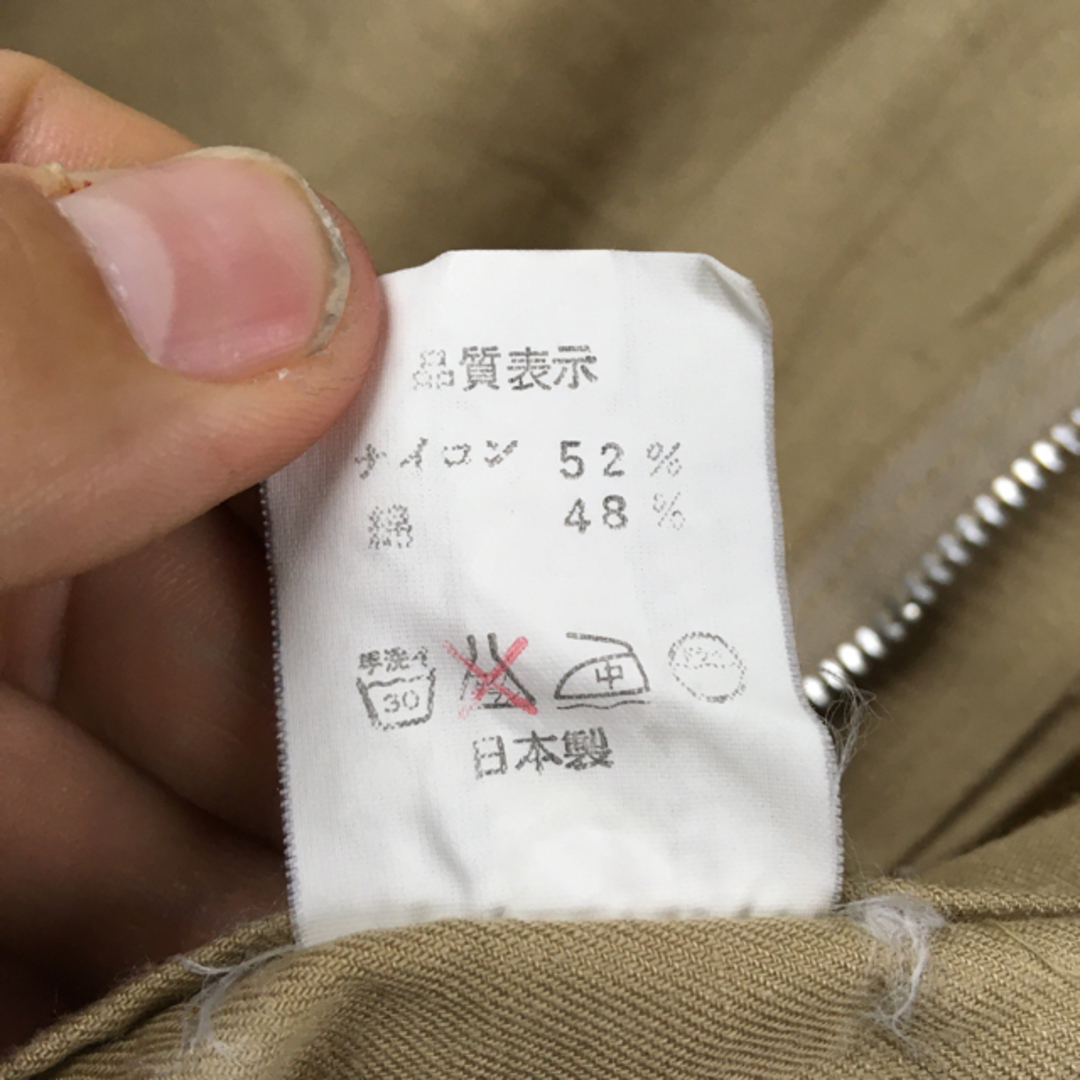 品質表示
ナイロン 52%
綿 48%
手洗イ
30
中
日本製